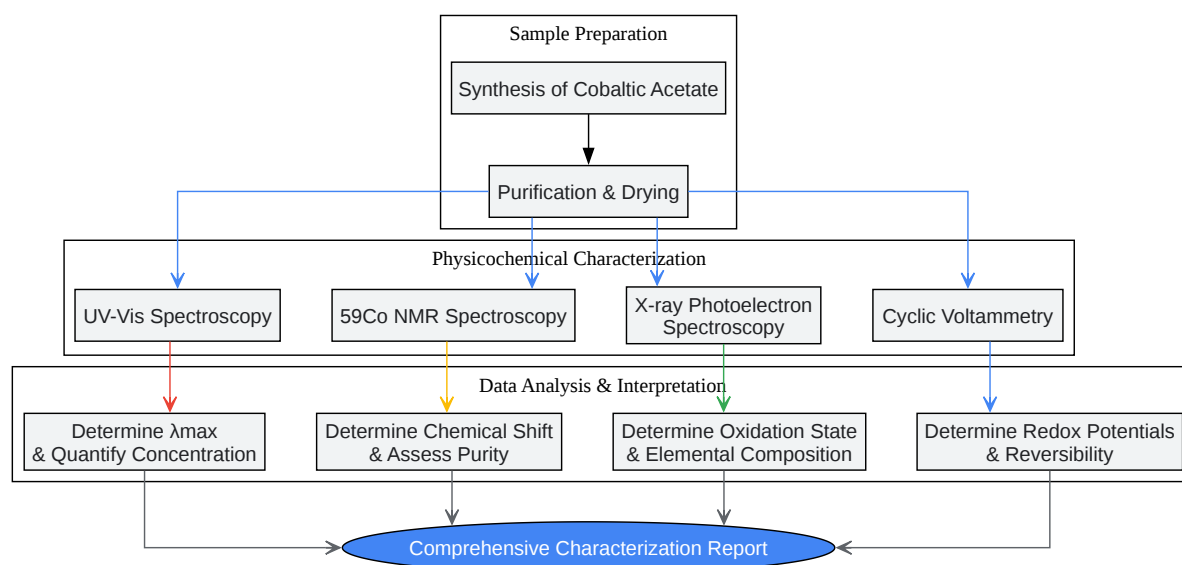 Sample Preparation
Synthesis of Cobaltic Acetate
Purification & Drying
Physicochemical Characterization
UV-Vis Spectroscopy
59Co NMR Spectroscopy
X-ray Photoelectron
Spectroscopy
Cyclic Voltammetry
Data Analysis & Interpretation
Determine λmax
& Quantify Concentration
Determine Chemical Shift
& Assess Purity
Determine Oxidation State
& Elemental Composition
Determine Redox Potentials
& Reversibility
Comprehensive Characterization Report